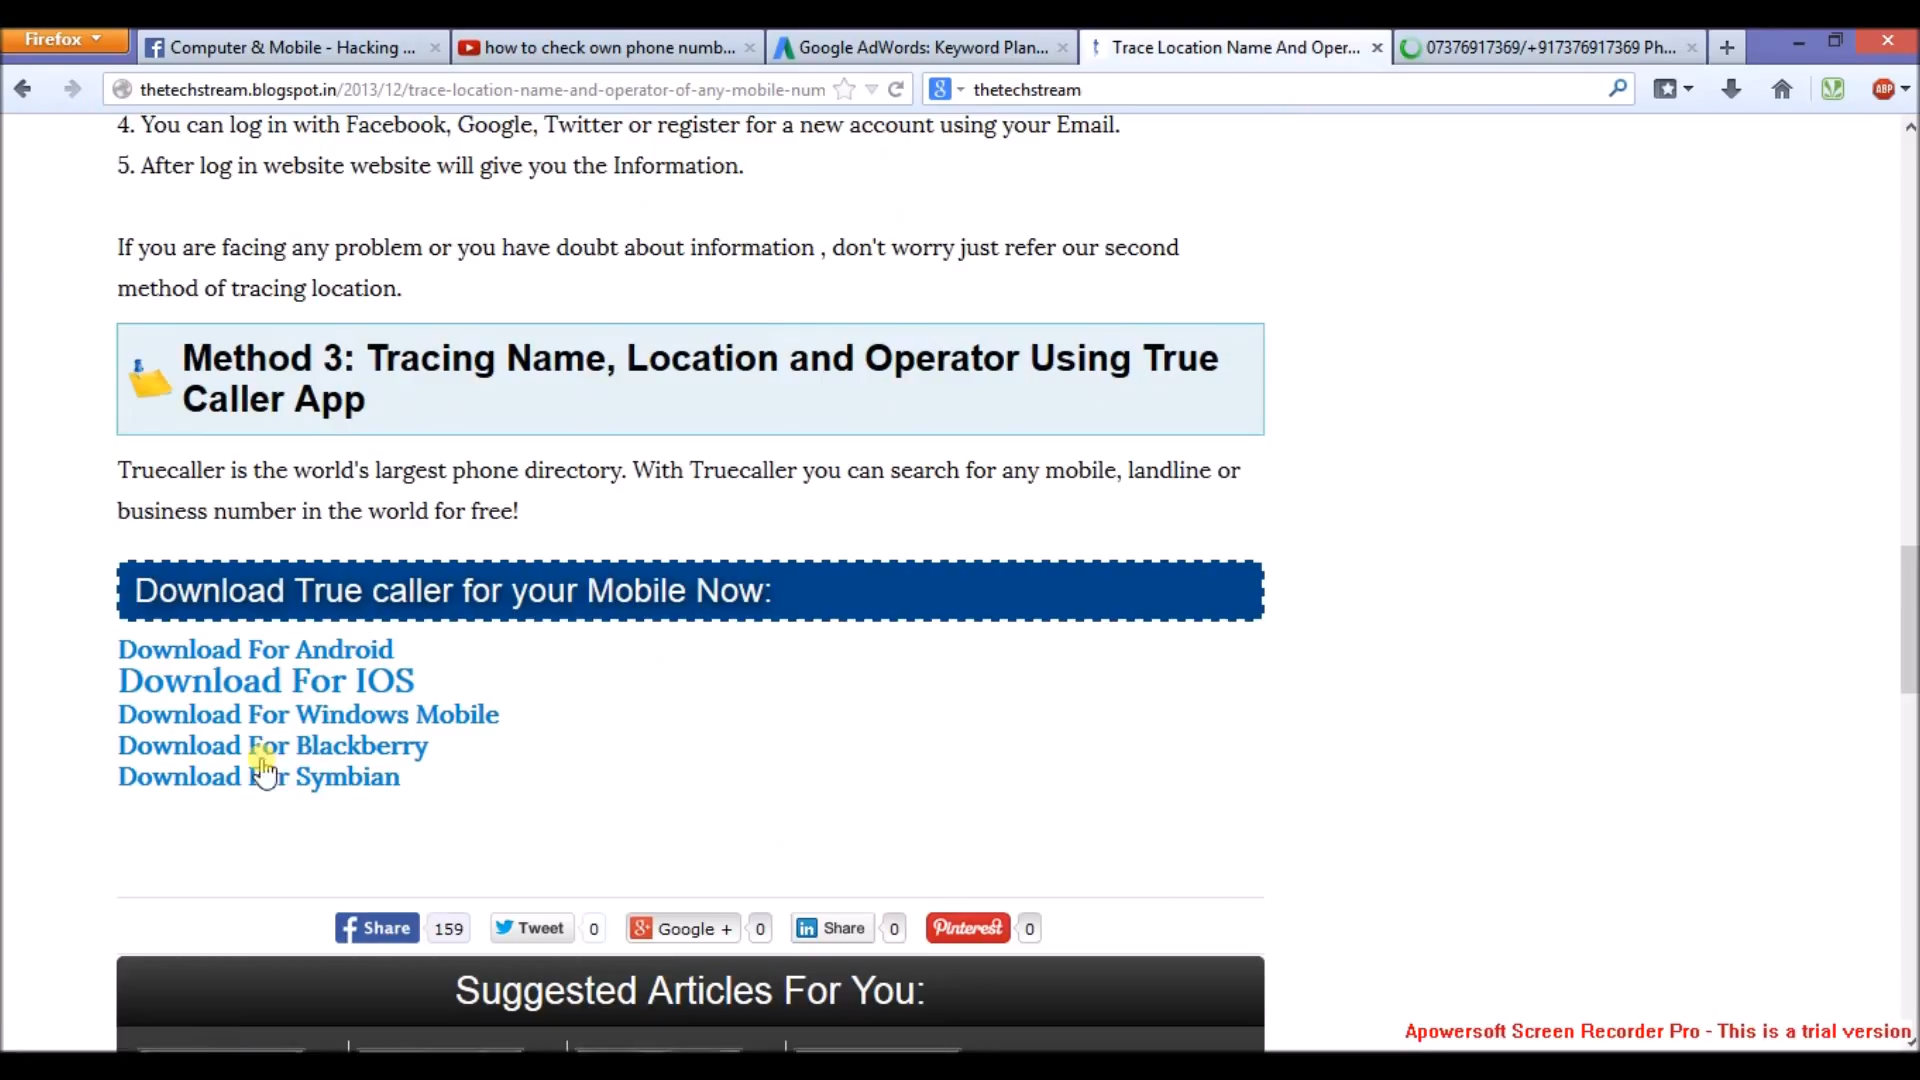 Firefox
Computer & Mobile - Hacking ...
how to check own phone numb...
Google AdWords: Keyword Plan...
Trace Location Name And Oper...
07376917369/+917376917369 Ph...
thetechstream.blogspot.in/2013/12/trace-location-name-and-operator-of-any-mobile-num
thetechstream
ABP
4. You can log in with Facebook, Google, Twitter or register for a new account using your Email.
5. After log in website website will give you the Information.
If you are facing any problem or you have doubt about information , don't worry just refer our second
method of tracing location.
Method 3: Tracing Name, Location and Operator Using True
Caller App
Truecaller is the world's largest phone directory. With Truecaller you can search for any mobile, landline or
business number in the world for free!
Download True caller for your Mobile Now:
Download For Android
Download For IOS
Download For Windows Mobile
Download For Blackberry
Download For Symbian
Share 159 Tweet 0 Google + 0 Share 0 Pinterest 0
Suggested Articles For You:
Apowersoft Screen Recorder Pro - This is a trial version